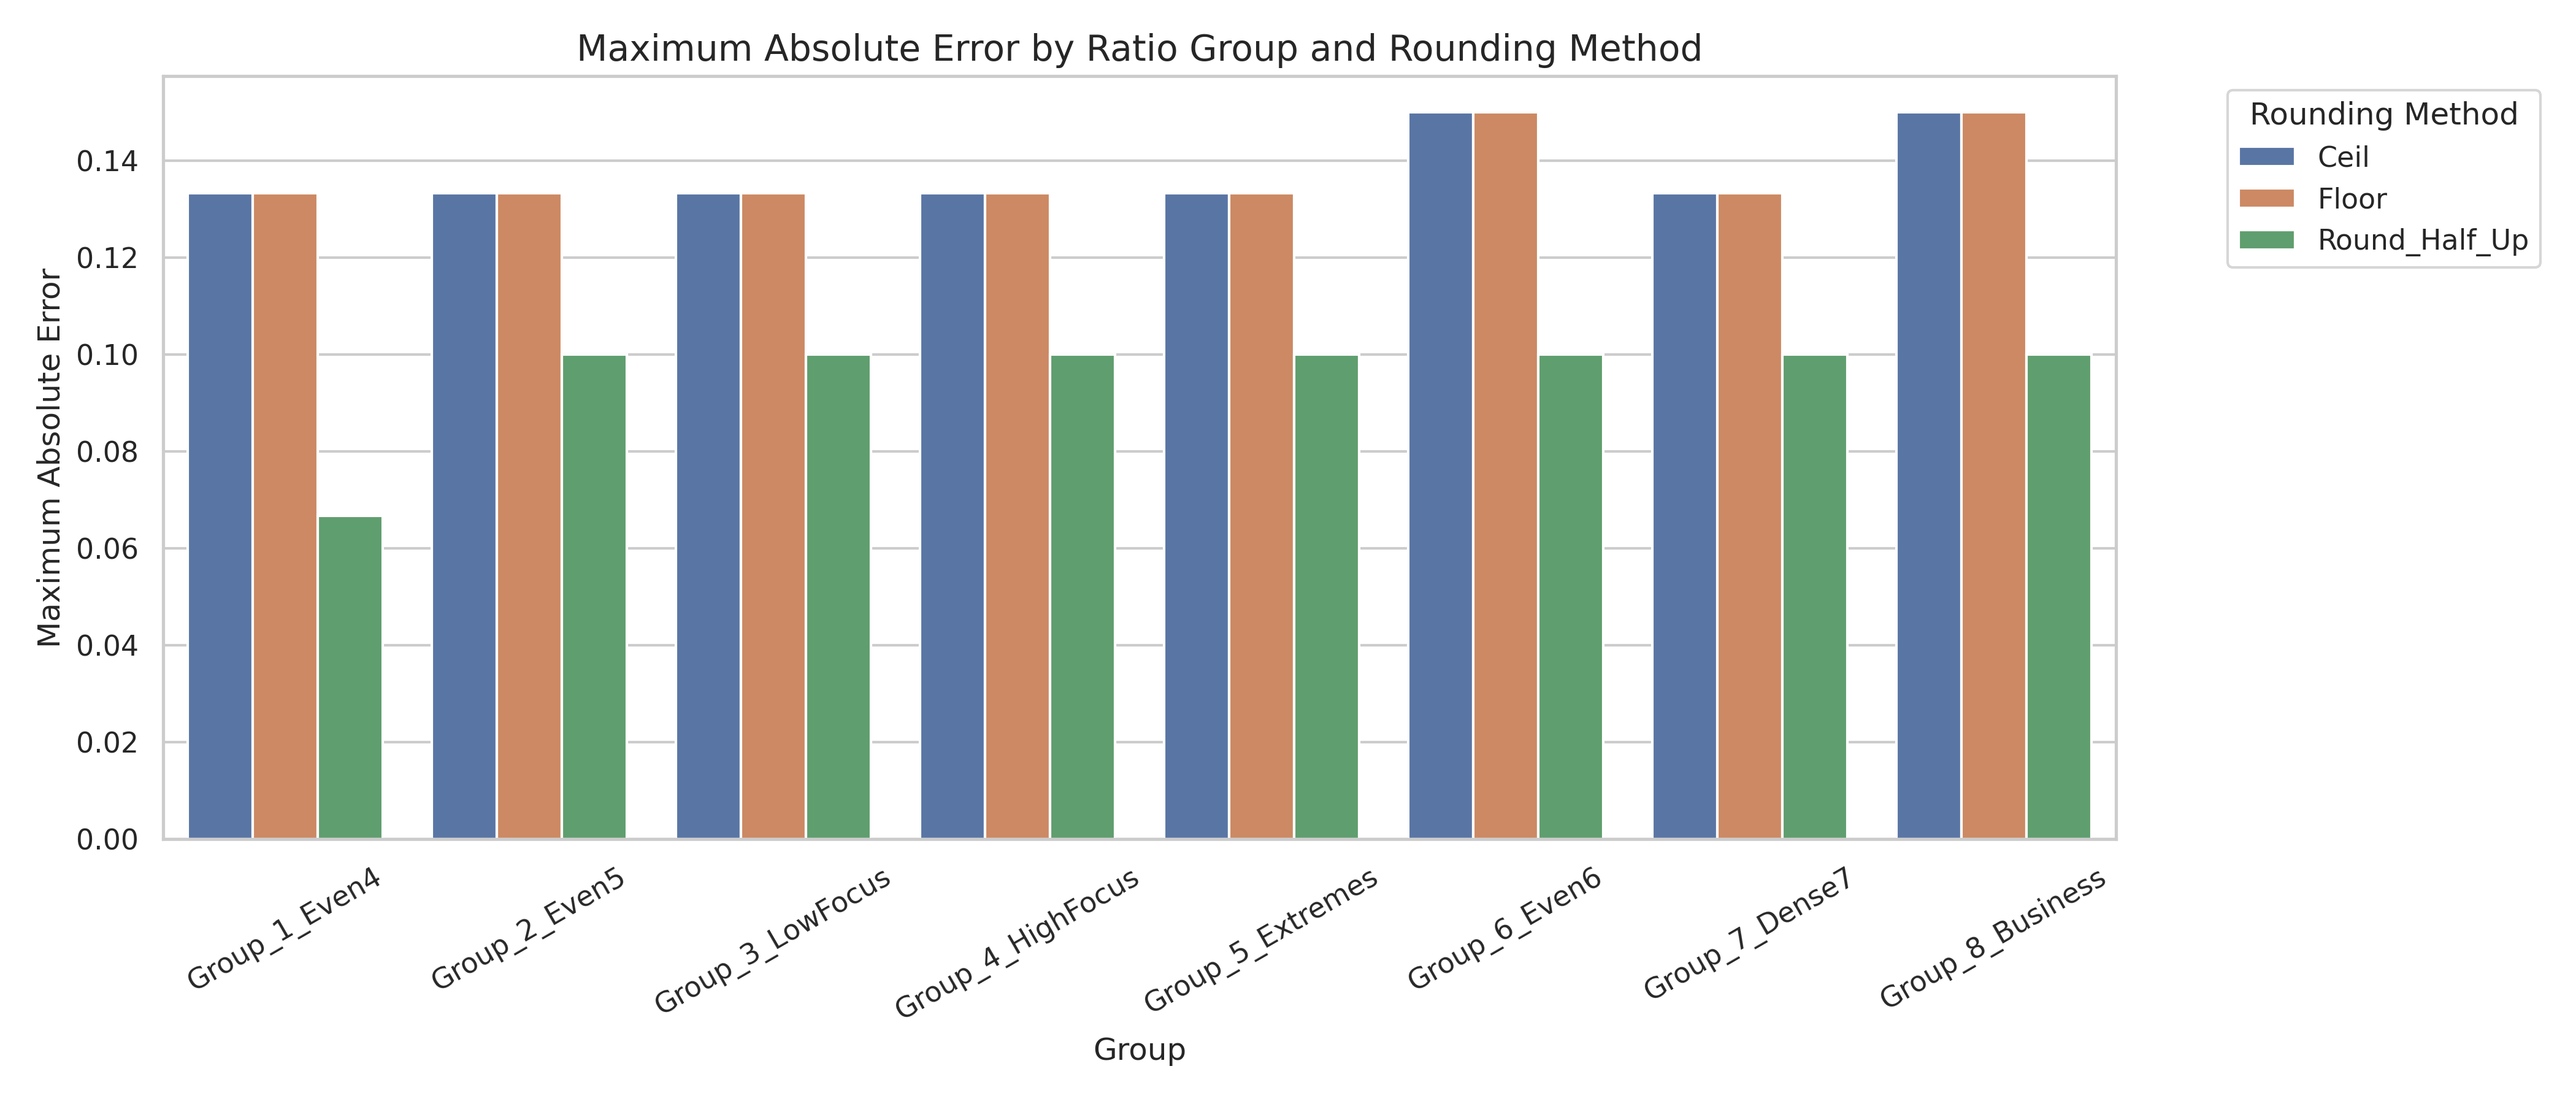 Maximum Absolute Error by Ratio Group and Rounding Method
Rounding Method
Ceil
Floor
Round_Half_Up
Maximum Absolute Error
0.14
0.12
0.10
0.08
0.06
0.04
0.02
0.00
Group_1_Even4
Group_2_Even5
Group_3_LowFocus
Group_4_HighFocus
Group_5_Extremes
Group_6_Even6
Group_7_Dense7
Group_8_Business
Group